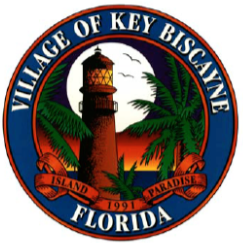 VILLAGE OF KEY BISCAYNE
ISLAND PARADISE
1991
FLORIDA